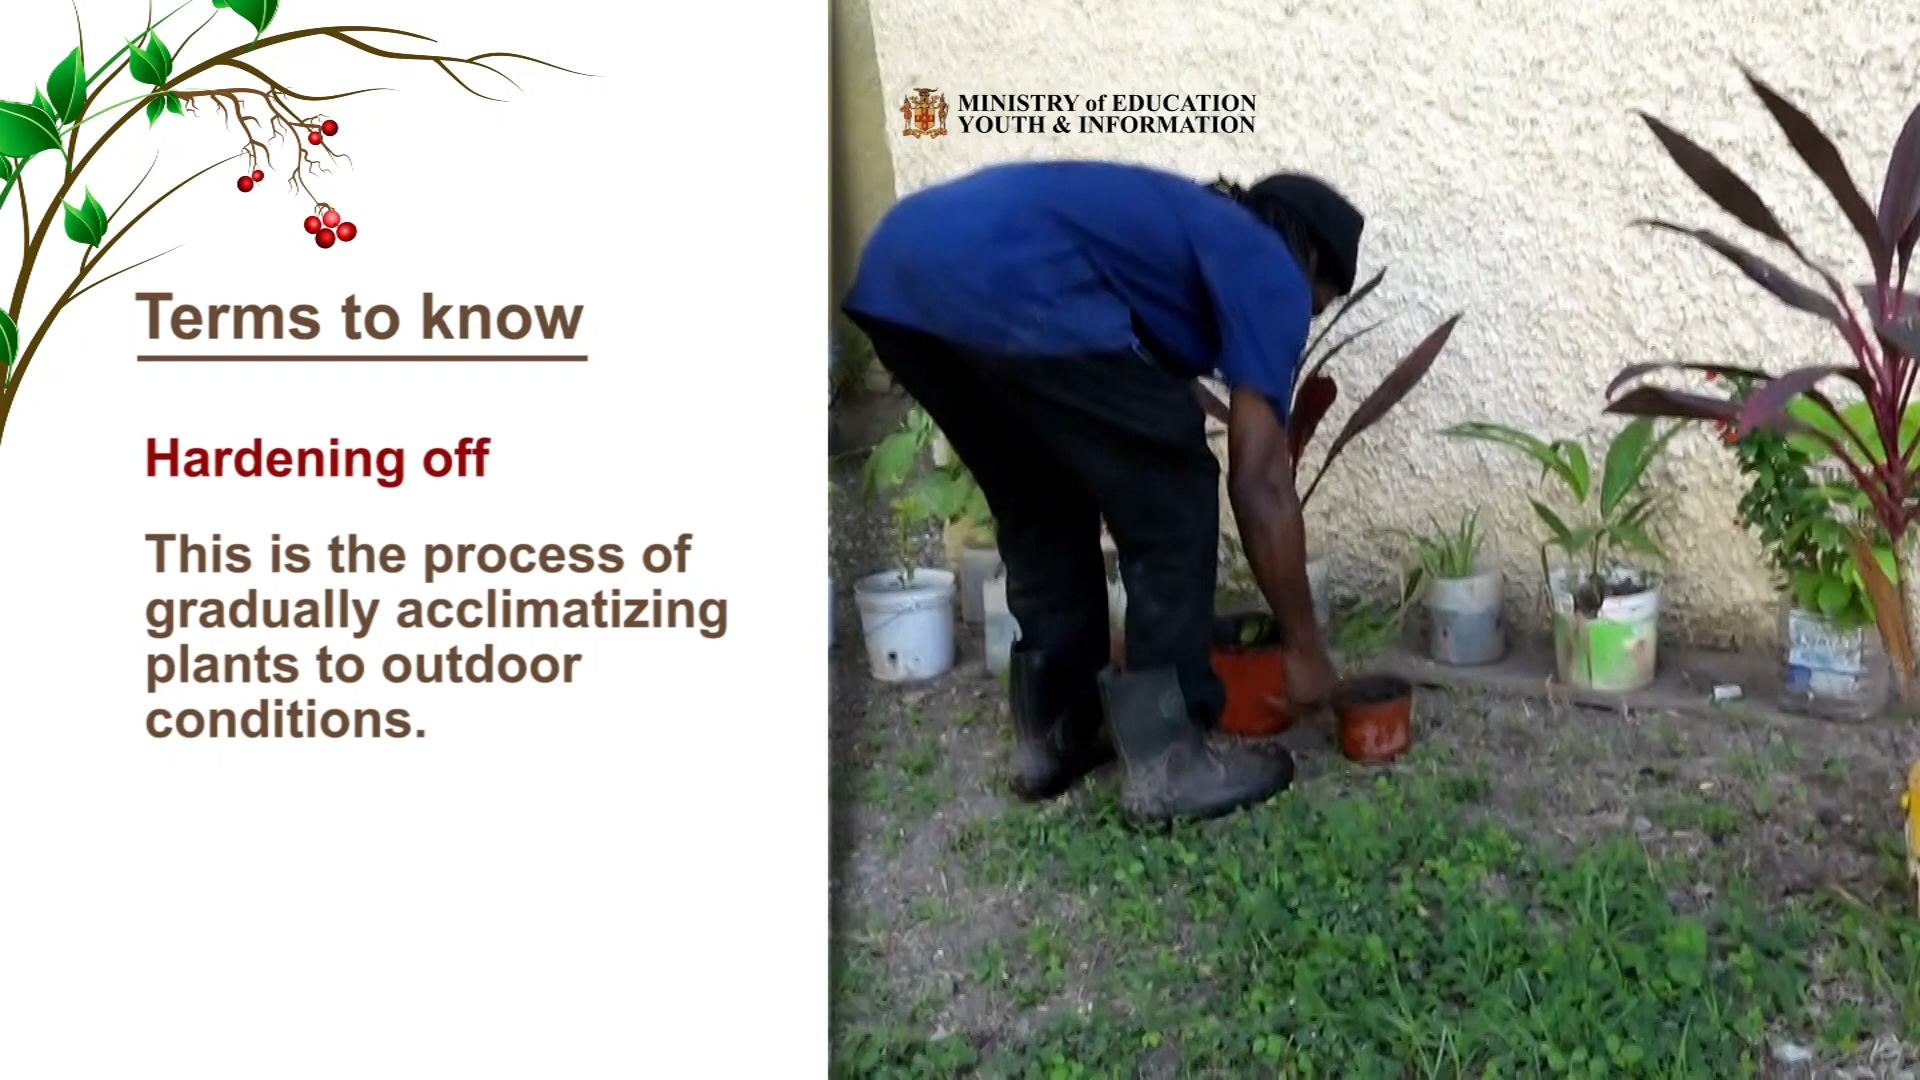 MINISTRY of EDUCATION
YOUTH & INFORMATION
Terms to know
Hardening off
This is the process of
gradually acclimatizing
plants to outdoor
conditions.